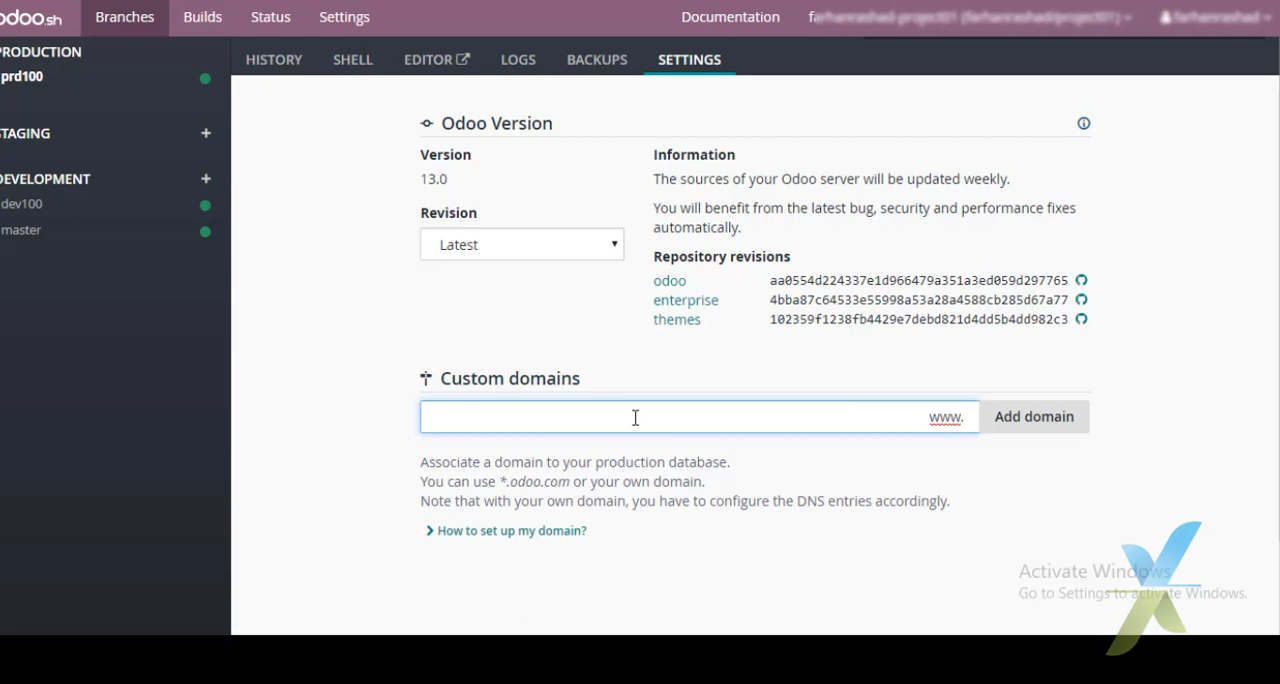 odoo.sh Branches Builds Status Settings Documentation
PRODUCTION
prd100
STAGING +
DEVELOPMENT +
dev100
master
HISTORY SHELL EDITOR LOGS BACKUPS SETTINGS
Odoo Version
Version
13.0
Revision
Latest
Information
The sources of your Odoo server will be updated weekly.
You will benefit from the latest bug, security and performance fixes
automatically.
Repository revisions
odoo aa0554d224337e1d966479a351a3ed059d297765
enterprise 4bba87c64533e55998a53a28a4588cb285d67a77
themes 102359f1238fb4429e7debd821d4dd5b4dd982c3
Custom domains
www. Add domain
Associate a domain to your production database.
You can use *.odoo.com or your own domain.
Note that with your own domain, you have to configure the DNS entries accordingly.
How to set up my domain?
Activate Windows
Go to Settings to activate Windows.